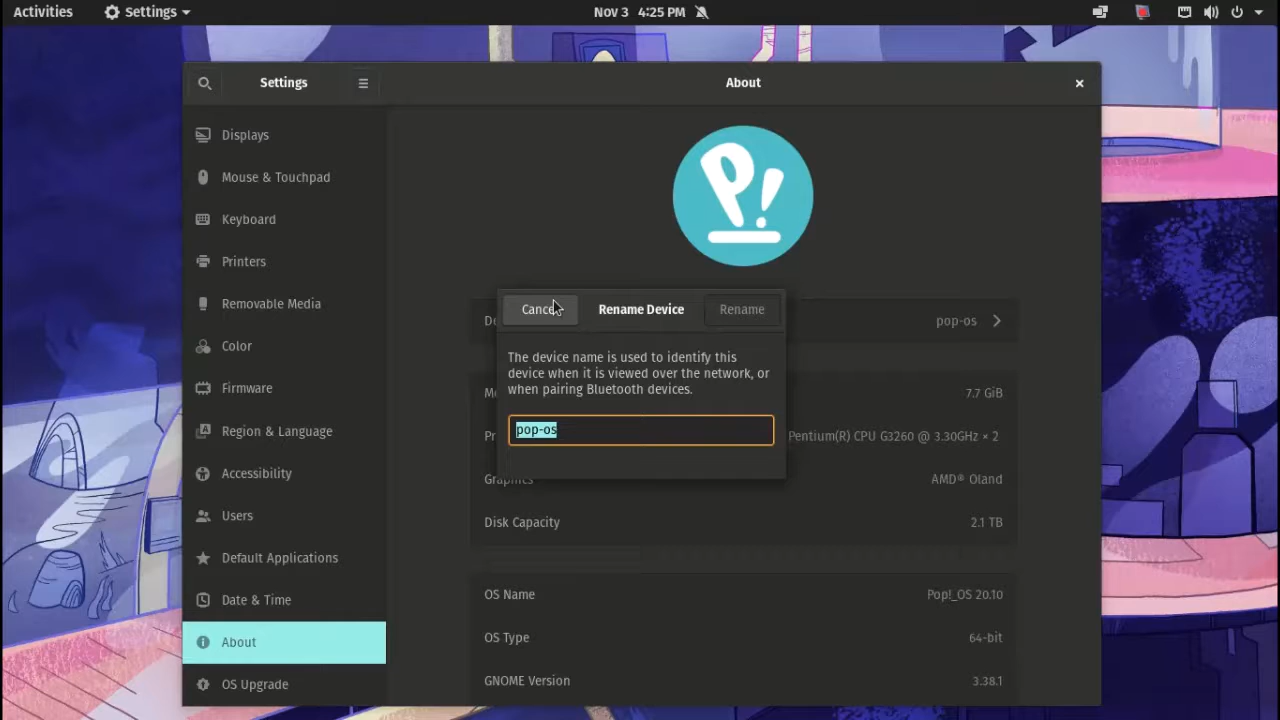 Activities Settings Nov 3 4:25 PM
Settings About
Displays
Mouse & Touchpad
Keyboard
Printers
Removable Media
Color
Firmware
Region & Language
Accessibility
Users
Default Applications
Date & Time
About
OS Upgrade
P!
pop-os
Cancel Rename Device Rename
The device name is used to identify this
device when it is viewed over the network, or
when pairing Bluetooth devices.
pop-os
7.7 GiB
Pentium(R) CPU G3260 @ 3.30GHz × 2
Graphics AMD® Oland
Disk Capacity 2.1 TB
OS Name Pop!_OS 20.10
OS Type 64-bit
GNOME Version 3.38.1